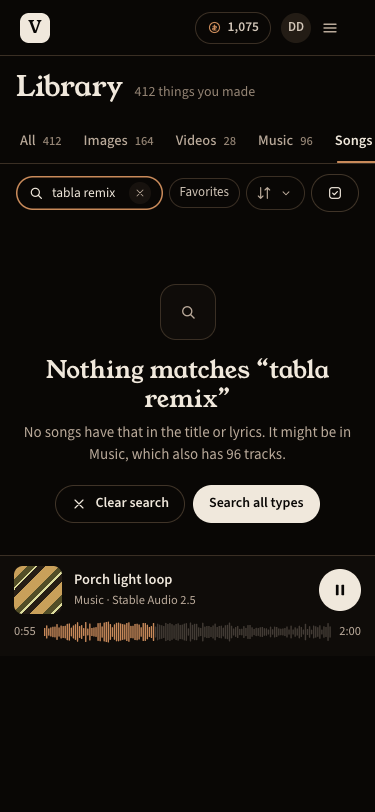 V
1,075
DD
Library
412 things you made
All 412 Images 164 Videos 28 Music 96 Songs
tabla remix
Favorites
Nothing matches “tabla
remix”
No songs have that in the title or lyrics. It might be in
Music, which also has 96 tracks.
Clear search
Search all types
Porch light loop
Music · Stable Audio 2.5
0:55
2:00